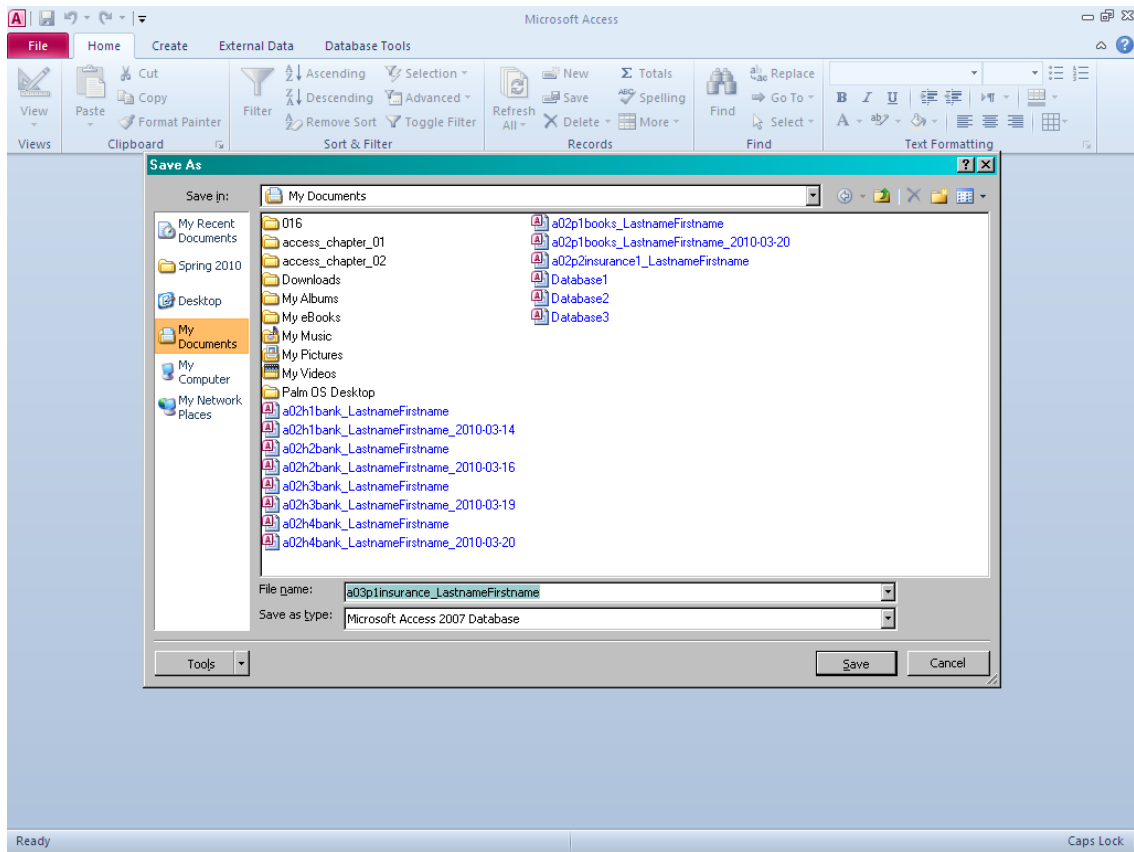 Microsoft Access
File Home Create External Data Database Tools
View
Views
Paste
Cut
Copy
Format Painter
Clipboard
Filter
Ascending
Descending
Remove Sort
Selection
Advanced
Toggle Filter
Sort & Filter
Refresh
All
New
Save
Delete
Totals
Spelling
More
Records
Find
Replace
Go To
Select
Find
B I U
A
Text Formatting
Save As
Save in: My Documents
My Recent
Documents
Spring 2010
Desktop
My
Documents
My
Computer
My Network
Places
016
access_chapter_01
access_chapter_02
Downloads
My Albums
My eBooks
My Music
My Pictures
My Videos
Palm OS Desktop
a02h1bank_LastnameFirstname
a02h1bank_LastnameFirstname_2010-03-14
a02h2bank_LastnameFirstname
a02h2bank_LastnameFirstname_2010-03-16
a02h3bank_LastnameFirstname
a02h3bank_LastnameFirstname_2010-03-19
a02h4bank_LastnameFirstname
a02h4bank_LastnameFirstname_2010-03-20
a02p1books_LastnameFirstname
a02p1books_LastnameFirstname_2010-03-20
a02p2insurance1_LastnameFirstname
Database1
Database2
Database3
File name: a03p1insurance_LastnameFirstname
Save as type: Microsoft Access 2007 Database
Tools
Save
Cancel
Ready
Caps Lock